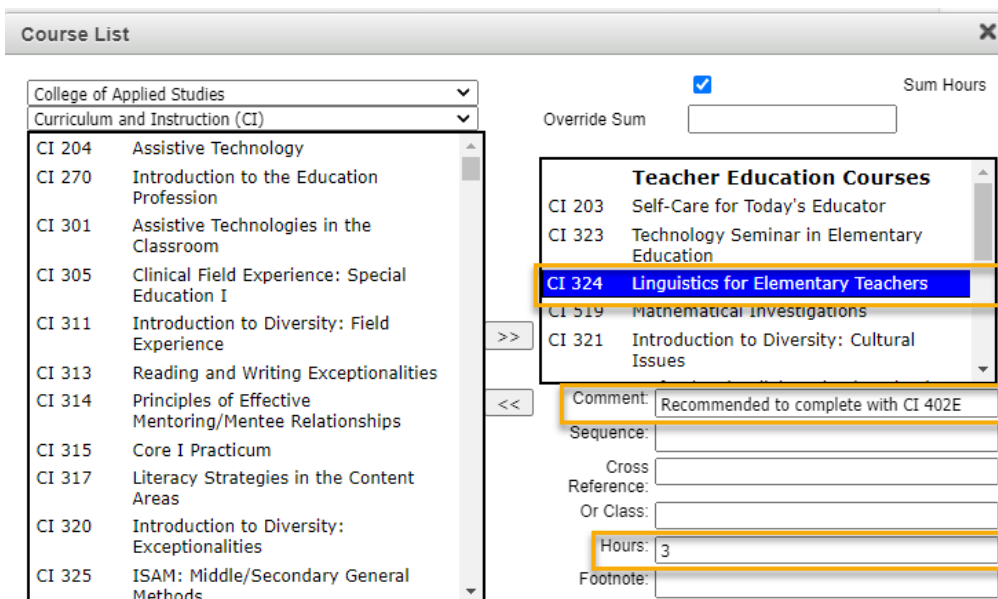 Course List
College of Applied Studies
Curriculum and Instruction (CI)
CI 204 Assistive Technology
CI 270 Introduction to the Education
Profession
CI 301 Assistive Technologies in the
Classroom
CI 305 Clinical Field Experience: Special
Education I
CI 311 Introduction to Diversity: Field
Experience
CI 313 Reading and Writing Exceptionalities
CI 314 Principles of Effective
Mentoring/Mentee Relationships
CI 315 Core I Practicum
CI 317 Literacy Strategies in the Content
Areas
CI 320 Introduction to Diversity:
Exceptionalities
CI 325 ISAM: Middle/Secondary General
Methods
>>
<<
Sum Hours
Override Sum
Teacher Education Courses
CI 203 Self-Care for Today's Educator
CI 323 Technology Seminar in Elementary
Education
CI 324 Linguistics for Elementary Teachers
CI 519 Mathematical Investigations
CI 321 Introduction to Diversity: Cultural
Issues
Comment: Recommended to complete with CI 402E
Sequence:
Cross
Reference:
Or Class:
Hours: 3
Footnote: